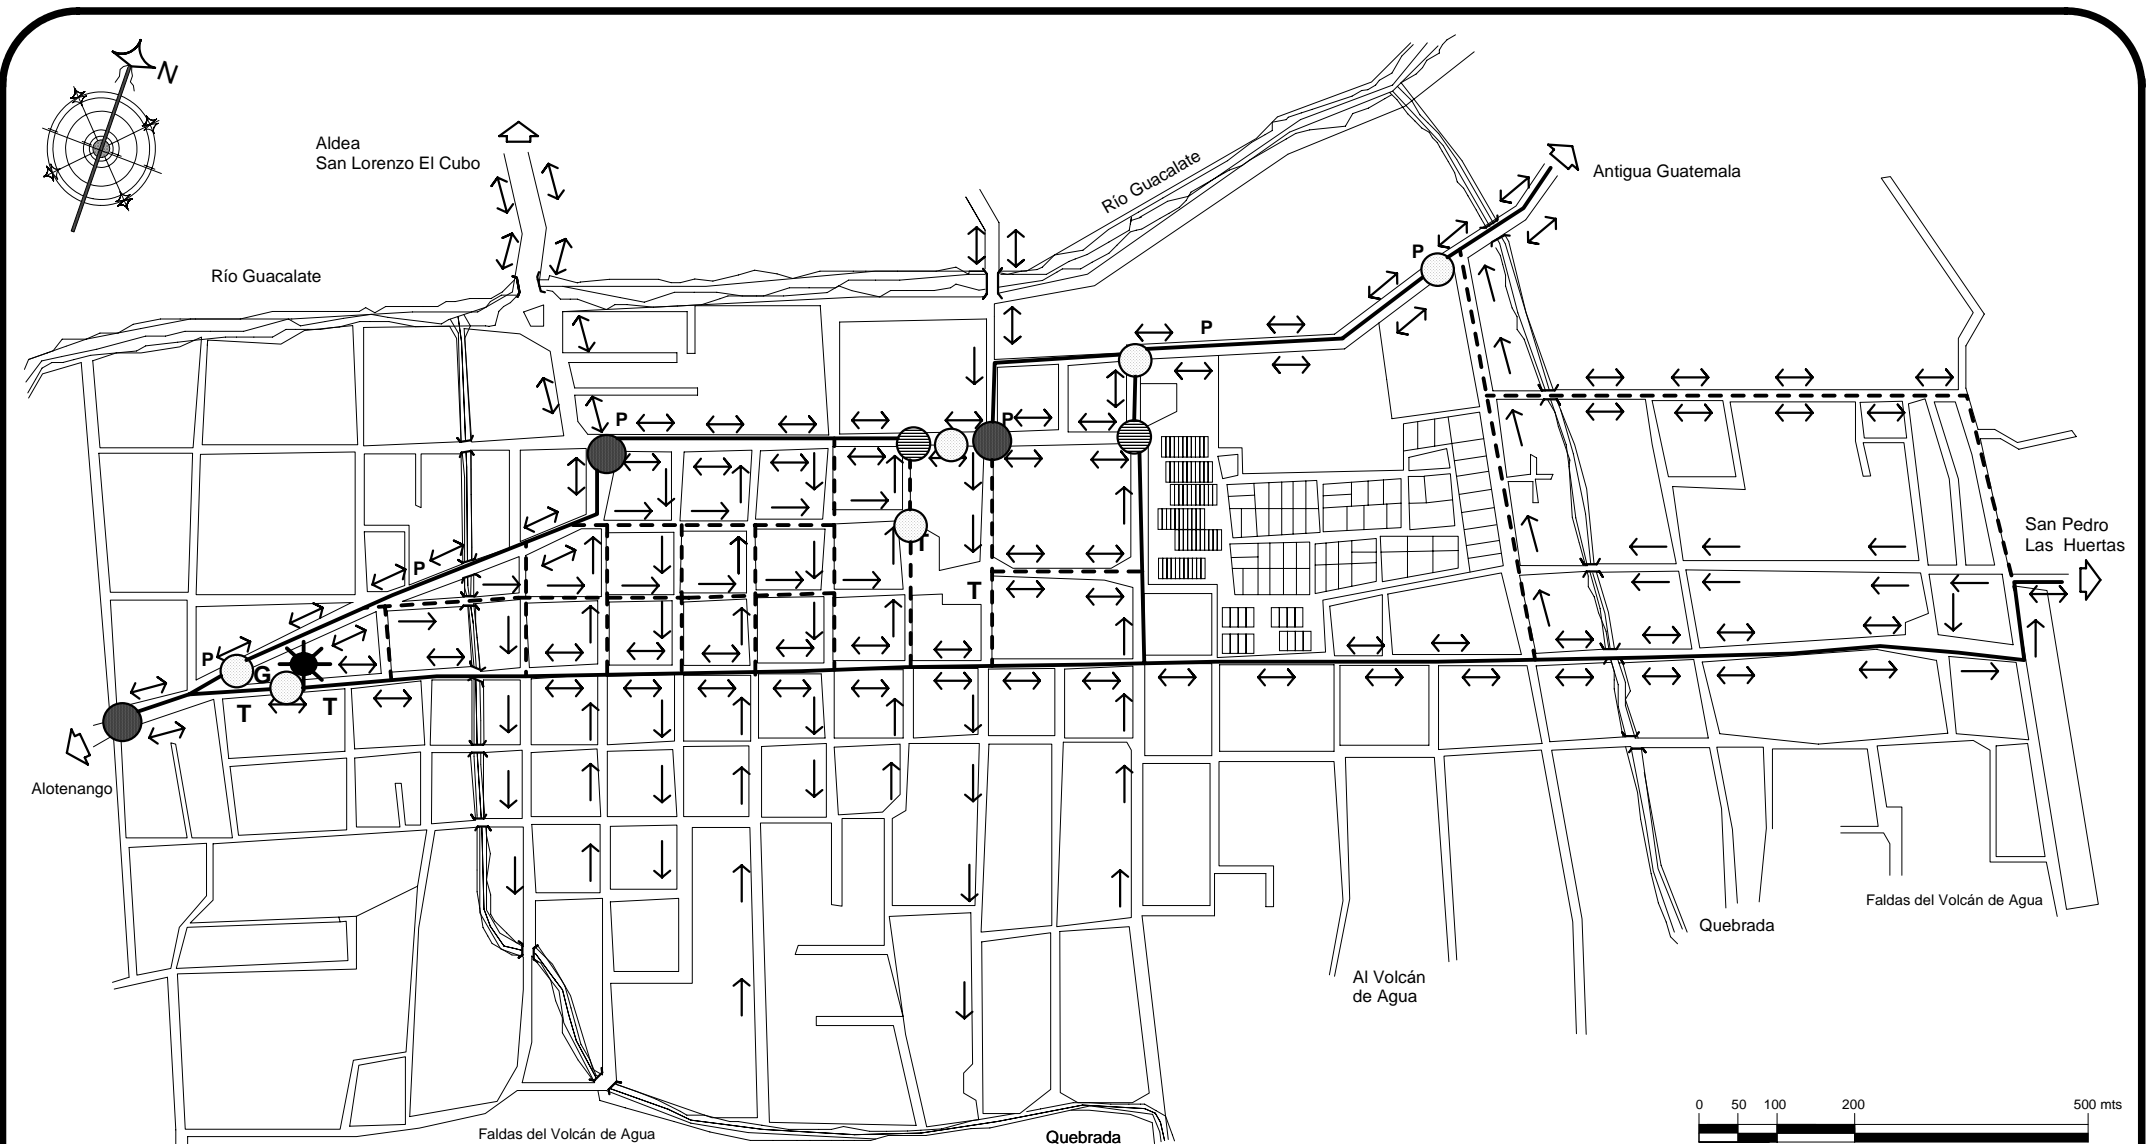 N
Aldea
San Lorenzo El Cubo
Río Guacalate
Antigua Guatemala
Río Guacalate
P
P
P
P
San Pedro
Las Huertas
P
T
P
G
T
T
Alotenango
Faldas del Volcán de Agua
Quebrada
Al Volcán
de Agua
0 50 100 200 500 mts
Faldas del Volcán de Agua
Quebrada